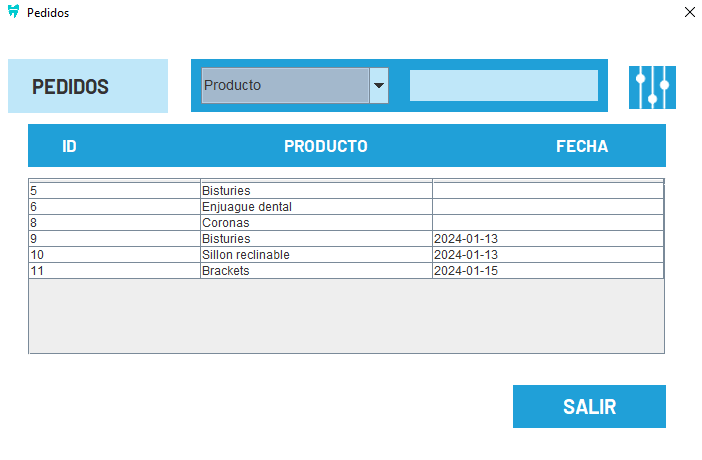 Pedidos
PEDIDOS Producto
ID PRODUCTO FECHA
5 Bisturies
6 Enjuague dental
8 Coronas
9 Bisturies 2024-01-13
10 Sillon reclinable 2024-01-13
11 Brackets 2024-01-15
SALIR